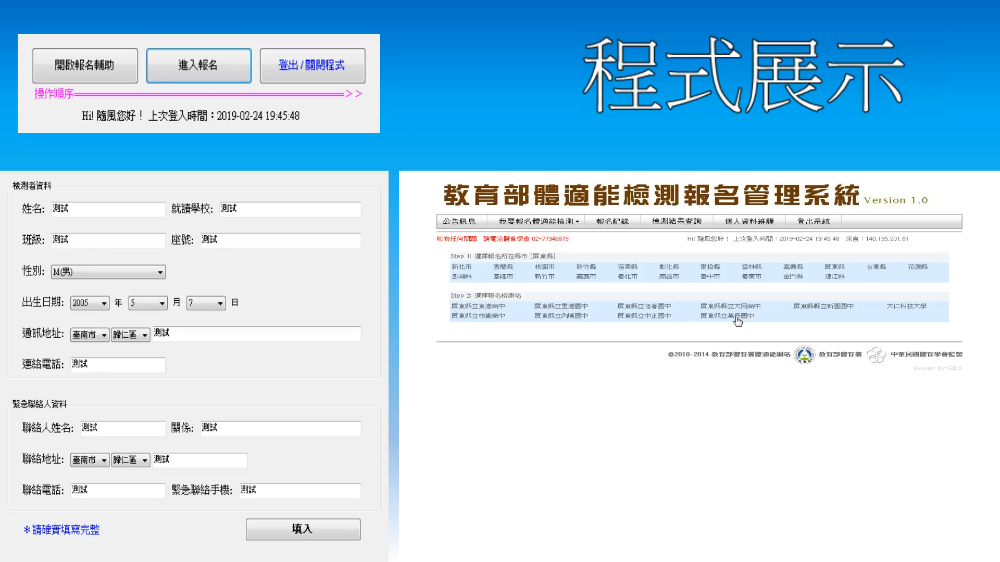 開啟報名輔助 進入報名 登出 / 關閉程式
操作順序═══════════════════>>
Hi! 隨風您好! 上次登入時間:2019-02-24 19:45:48
程式展示
檢測者資料
姓名: 測試 就讀學校: 測試
班級: 測試 座號: 測試
性別: M(男)
出生日期: 2005 年 5 月 7 日
通訊地址: 臺南市 歸仁區 測試
連絡電話: 測試
緊急聯絡人資料
聯絡人姓名: 測試 關係: 測試
聯絡地址: 臺南市 歸仁區 測試
聯絡電話: 測試 緊急聯絡手機: 測試
*請確實填寫完整 填入
教育部體適能檢測報名管理系統 Version 1.0
公告訊息 我要報名體適能檢測 報名記錄 檢測結果查詢 個人資料維護 登出系統
如有任何問題, 請電洽體育學會 02-77346879 Hi! 隨風您好! 上次登入時間:2019-02-24 19:45:48 來自:140.135.201.61
Step 1: 選擇報名所在縣市 [屏東縣]
新北市 宜蘭縣 桃園市 新竹縣 苗栗縣 彰化縣 南投縣 雲林縣 嘉義縣 屏東縣 台東縣 花蓮縣
澎湖縣 基隆市 新竹市 嘉義市 臺北市 高雄市 臺中市 臺南市 金門縣 連江縣
Step 2: 選擇報名檢測站
屏東縣立東港高中 屏東縣立里港國中 屏東縣立恆春國中 屏東縣縣立大同高中 屏東縣縣立新園國中 大仁科技大學
屏東縣立枋寮高中 屏東縣立內埔國中 屏東縣立中正國中 屏東縣立萬丹國中
©2010-2014 教育部體育署體適能網站 教育部體育署 中華民國體育學會監製
Design by GIES